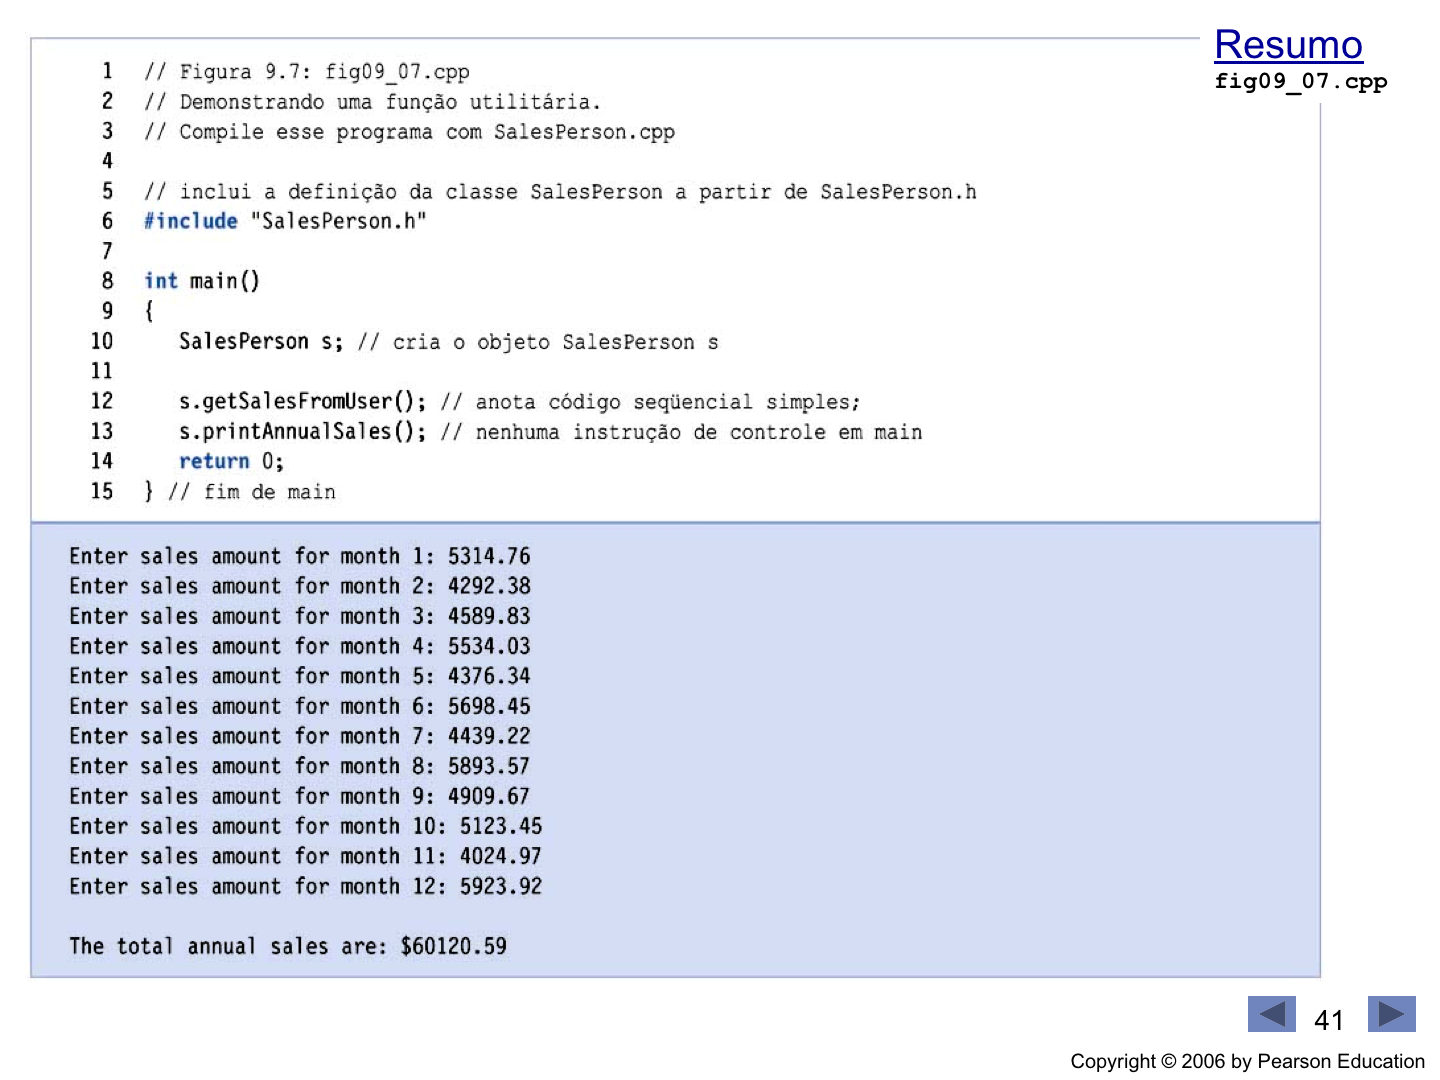 Resumo
fig09_07.cpp
1 // Figura 9.7: fig09_07.cpp
2 // Demonstrando uma função utilitária.
3 // Compile esse programa com SalesPerson.cpp
4
5 // inclui a definição da classe SalesPerson a partir de SalesPerson.h
6 #include "SalesPerson.h"
7
8 int main()
9 {
10 SalesPerson s; // cria o objeto SalesPerson s
11
12 s.getSalesFromUser(); // anota código seqüencial simples;
13 s.printAnnualSales(); // nenhuma instrução de controle em main
14 return 0;
15 } // fim de main
Enter sales amount for month 1: 5314.76
Enter sales amount for month 2: 4292.38
Enter sales amount for month 3: 4589.83
Enter sales amount for month 4: 5534.03
Enter sales amount for month 5: 4376.34
Enter sales amount for month 6: 5698.45
Enter sales amount for month 7: 4439.22
Enter sales amount for month 8: 5893.57
Enter sales amount for month 9: 4909.67
Enter sales amount for month 10: 5123.45
Enter sales amount for month 11: 4024.97
Enter sales amount for month 12: 5923.92
The total annual sales are: $60120.59
41
Copyright © 2006 by Pearson Education